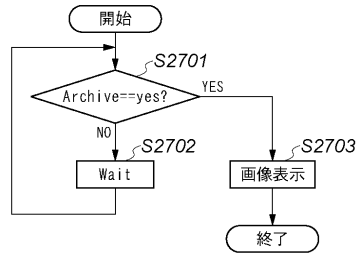 開始
S2701
Archive==yes?
YES
NO
S2702
S2703
Wait
画像表示
終了